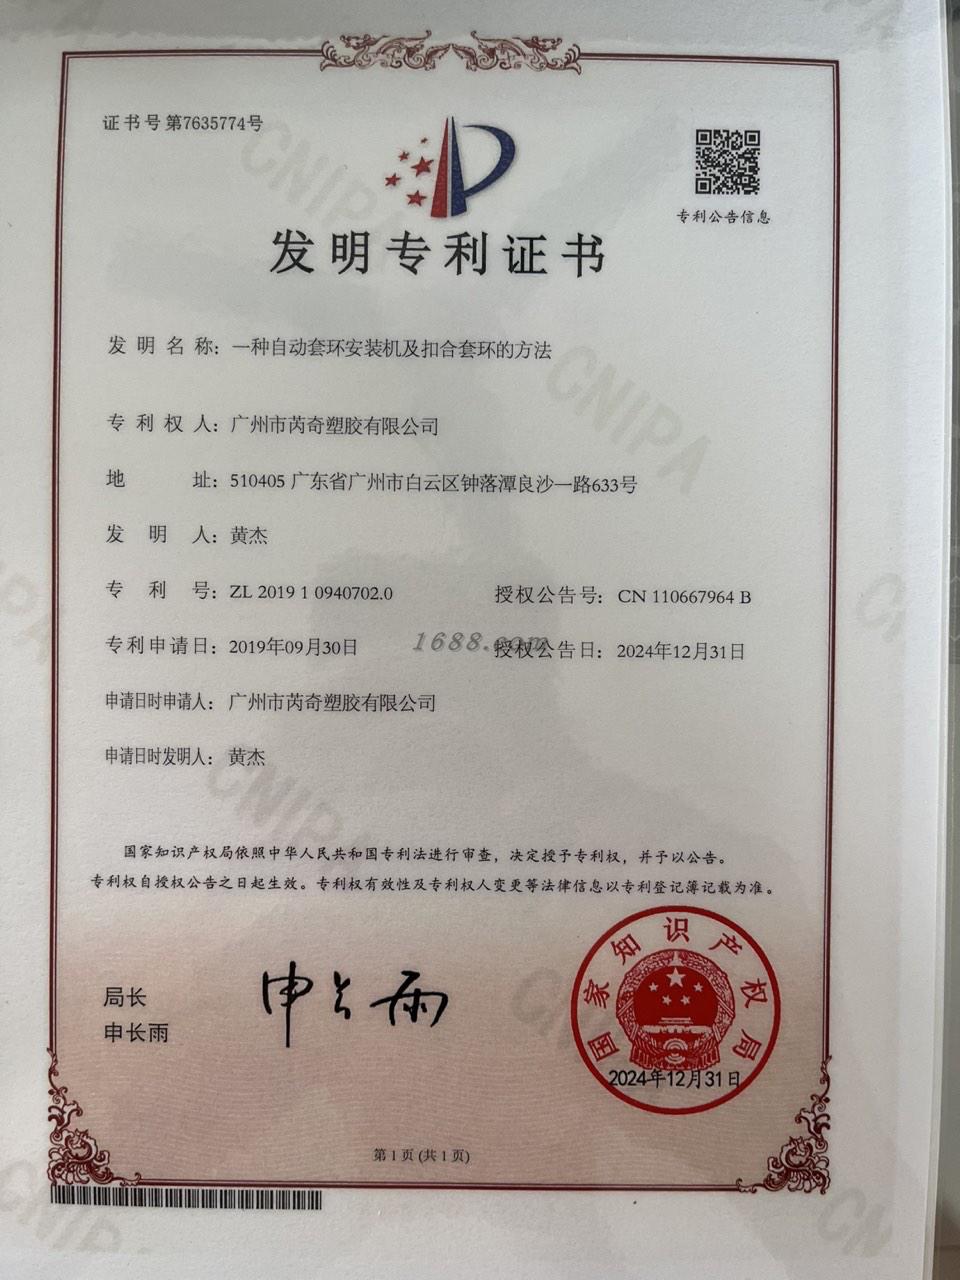 证书号第7635774号
专利公告信息
发明专利证书
发明名称：一种自动套环安装机及扣合套环的方法
专利权人：广州市芮奇塑胶有限公司
地址：510405 广东省广州市白云区钟落潭良沙一路633号
发明人：黄杰
专利号：ZL 2019 1 0940702.0 授权公告号：CN 110667964 B
专利申请日：2019年09月30日 授权公告日：2024年12月31日
1688.com
申请日时申请人：广州市芮奇塑胶有限公司
申请日时发明人：黄杰
国家知识产权局依照中华人民共和国专利法进行审查，决定授予专利权，并予以公告。
专利权自授权公告之日起生效。专利权有效性及专利权人变更等法律信息以专利登记簿记载为准。
局长
申长雨
申长雨
国家知识产权局
2024年12月31日
第 1 页 (共 1 页)
CNIPA
CNIPA
CNIPA
CNIPA